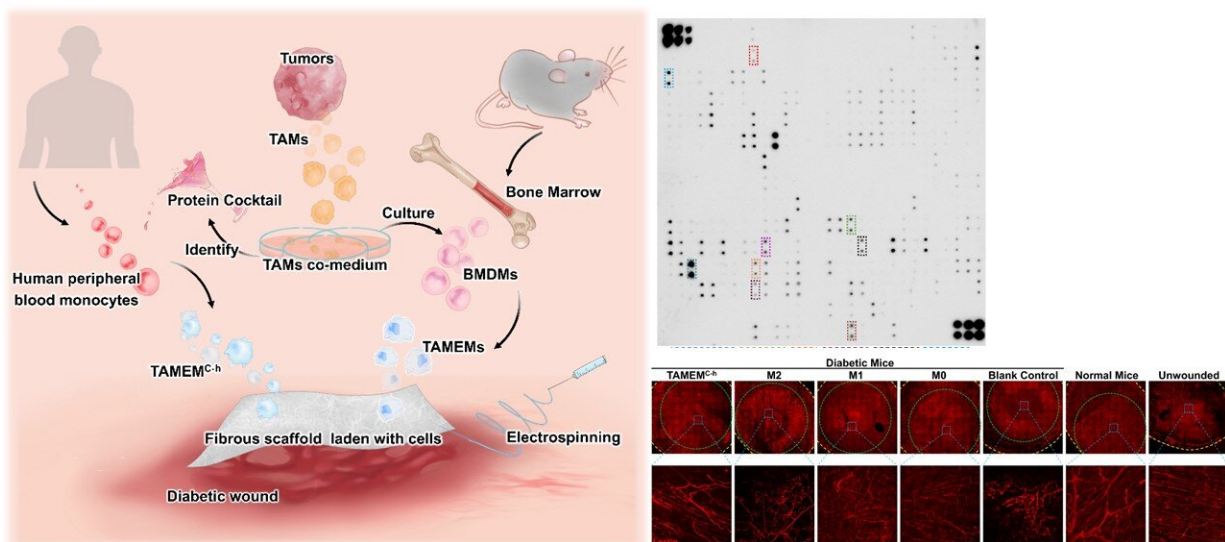 Tumors
TAMs
Bone Marrow
Protein Cocktail
Culture
Identify
TAMs co-medium
BMDMs
Human peripheral
blood monocytes
TAMEMs
TAMEM^C-h
Fibrous scaffold laden with cells
Electrospinning
Diabetic wound
Diabetic Mice
TAMEM^C-h M2 M1 M0 Blank Control Normal Mice Unwounded